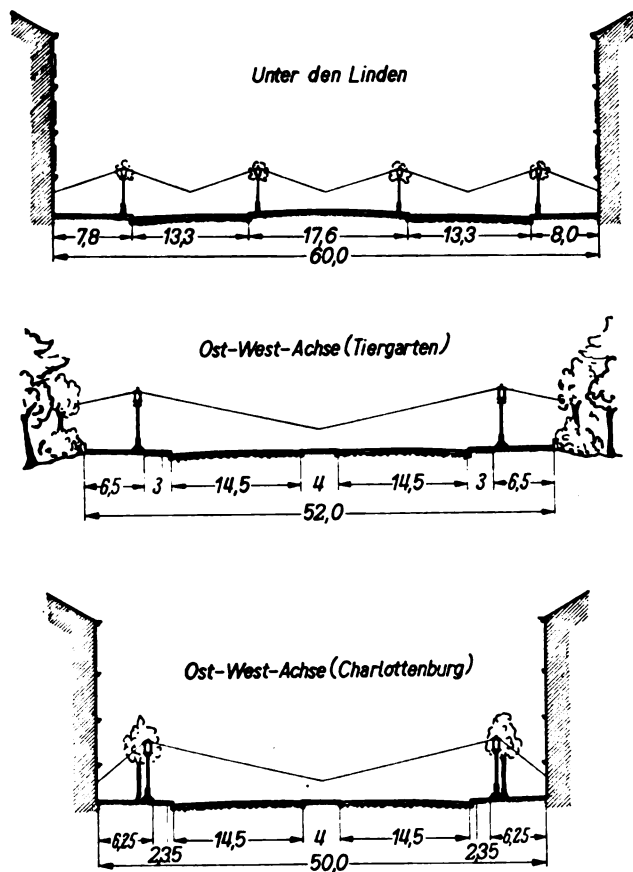 Unter den Linden
7,8 13,3 17,6 13,3 8,0
60,0
Ost-West-Achse (Tiergarten)
6,5 3 14,5 4 14,5 3 6,5
52,0
Ost-West-Achse (Charlottenburg)
6,25 14,5 4 14,5 6,25
2,35 2,35
50,0